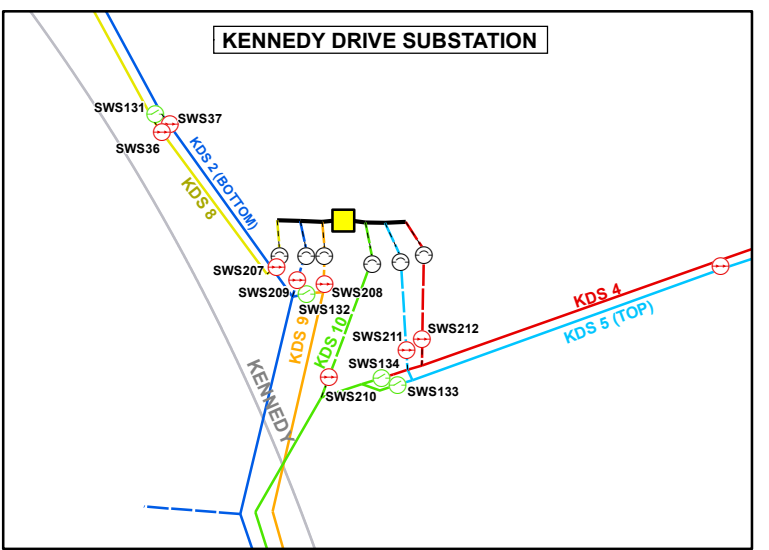 KENNEDY DRIVE SUBSTATION
SWS131
SWS37
SWS36
KDS 2 (BOTTOM)
KDS 8
SWS207
SWS209
SWS208
SWS132
KDS 9
KDS 10
KDS 4
KDS 5 (TOP)
SWS212
SWS211
SWS134
SWS133
SWS210
KENNEDY